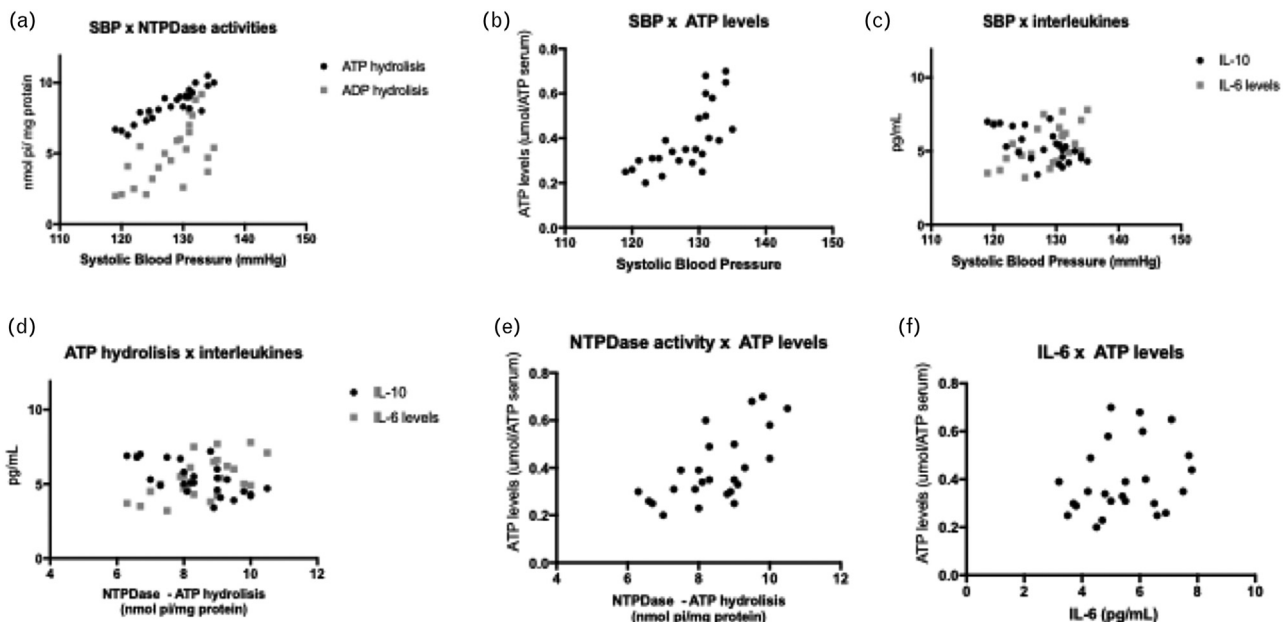 (a)
SBP x NTPDase activities
nmol pi/ mg protein
10
5
0
110 120 130 140 150
Systolic Blood Pressure (mmHg)
ATP hydrolisis
ADP hydrolisis
(b)
SBP x ATP levels
ATP levels (umol/ATP serum)
0.8
0.6
0.4
0.2
0.0
110 120 130 140 150
Systolic Blood Pressure
(c)
SBP x interleukines
pg/mL
10
5
0
110 120 130 140 150
Systolic Blood Pressure (mmHg)
IL-10
IL-6 levels
(d)
ATP hydrolisis x interleukines
pg/mL
10
5
0
4 6 8 10 12
NTPDase - ATP hydrolisis
(nmol pi/mg protein)
IL-10
IL-6 levels
(e)
NTPDase activity x ATP levels
ATP levels (umol/ATP serum)
0.8
0.6
0.4
0.2
0.0
4 6 8 10 12
NTPDase - ATP hydrolisis
(nmol pi/mg protein)
(f)
IL-6 x ATP levels
ATP levels (umol/ATP serum)
0.8
0.6
0.4
0.2
0.0
0 2 4 6 8 10
IL-6 (pg/mL)